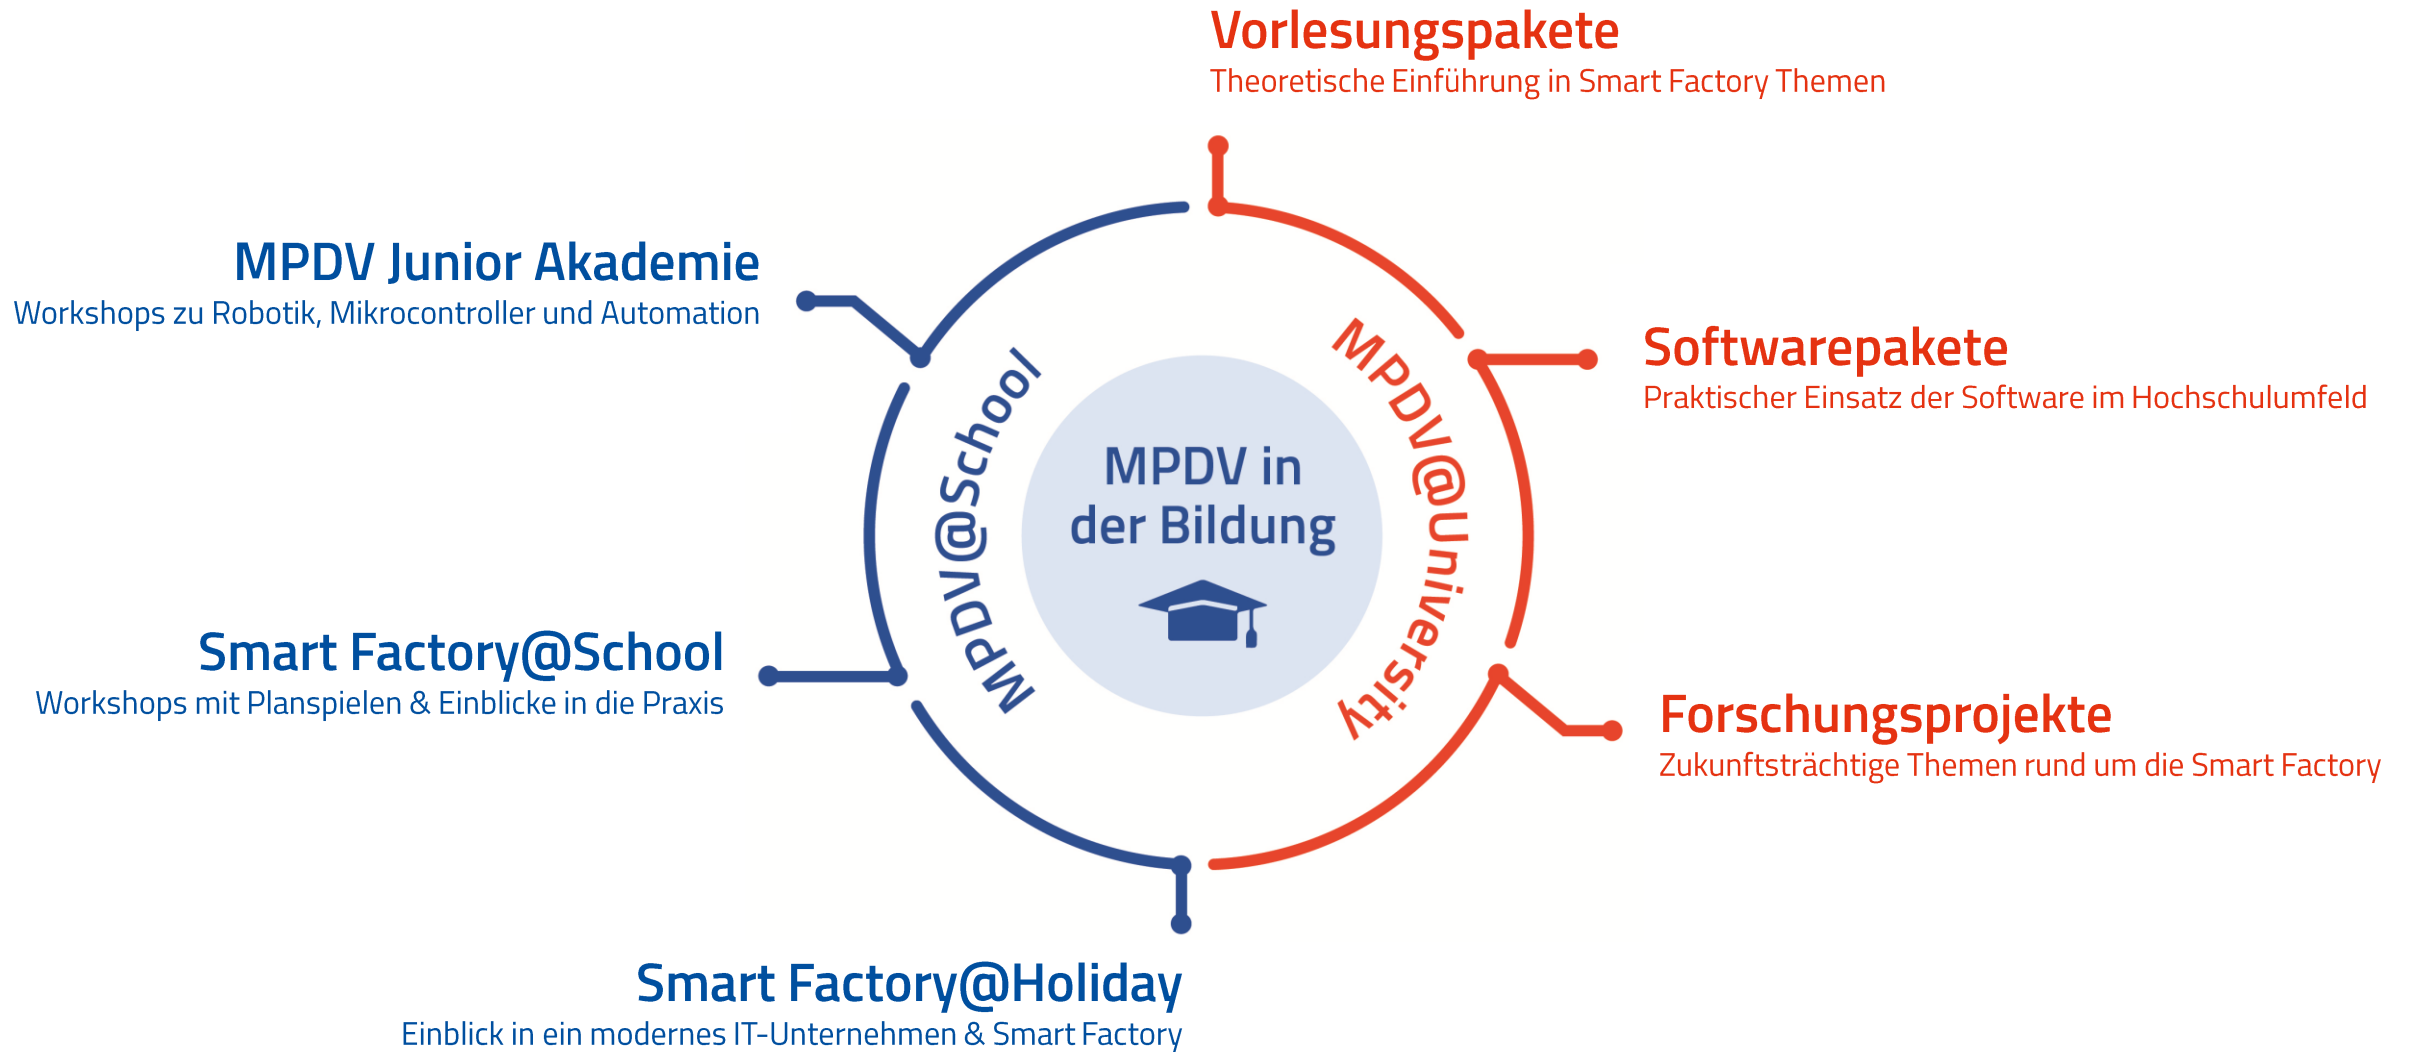 Vorlesungspakete
Theoretische Einführung in Smart Factory Themen
MPDV Junior Akademie
Workshops zu Robotik, Mikrocontroller und Automation
Softwarepakete
Praktischer Einsatz der Software im Hochschulumfeld
MPDV@School
MPDV in
der Bildung
MPDV@University
Smart Factory@School
Workshops mit Planspielen & Einblicke in die Praxis
Forschungsprojekte
Zukunftsträchtige Themen rund um die Smart Factory
Smart Factory@Holiday
Einblick in ein modernes IT-Unternehmen & Smart Factory